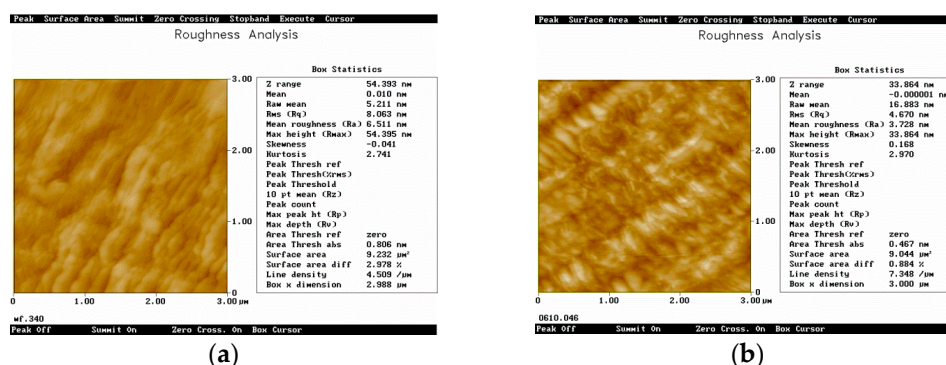 Peak Surface Area Summit Zero Crossing Stopband Execute Cursor
Roughness Analysis
Box Statistics
Z range 54.393 nm
Mean 0.010 nm
Raw mean 5.211 nm
Rms (Rq) 8.063 nm
Mean roughness (Ra) 6.511 nm
Max height (Rmax) 54.395 nm
Skewness -0.041
Kurtosis 2.741
Peak Thresh ref
Peak Thresh(%rms)
Peak Threshold
10 pt mean (Rz)
Peak count
Max peak ht (Rp)
Max depth (Rv)
Area Thresh ref zero
Area Thresh abs 0.806 nm
Surface area 9.232 µm²
Surface area diff 2.978 %
Line density 4.509 /µm
Box x dimension 2.988 µm
3.00
2.00
1.00
0
0 1.00 2.00 3.00 µm
wf.340
Peak Off Summit On Zero Cross. On Box Cursor
(a)
Peak Surface Area Summit Zero Crossing Stopband Execute Cursor
Roughness Analysis
Box Statistics
Z range 33.864 nm
Mean -0.000001 nm
Raw mean 16.883 nm
Rms (Rq) 4.670 nm
Mean roughness (Ra) 3.728 nm
Max height (Rmax) 33.864 nm
Skewness 0.168
Kurtosis 2.970
Peak Thresh ref
Peak Thresh(%rms)
Peak Threshold
10 pt mean (Rz)
Peak count
Max peak ht (Rp)
Max depth (Rv)
Area Thresh ref zero
Area Thresh abs 0.467 nm
Surface area 9.044 µm²
Surface area diff 0.884 %
Line density 7.348 /µm
Box x dimension 3.000 µm
3.00
2.00
1.00
0
0 1.00 2.00 3.00 µm
0610.046
Peak Off Summit On Zero Cross. On Box Cursor
(b)